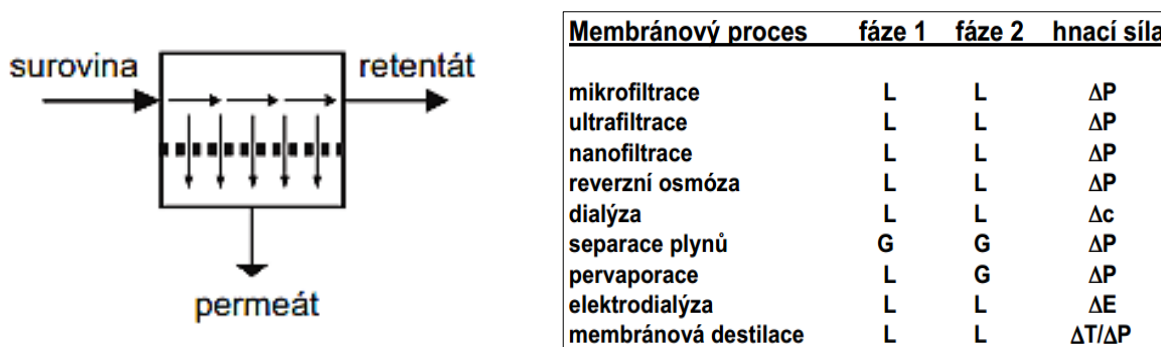 surovina
retentát
permeát
Membránový proces fáze 1 fáze 2 hnací síla
mikrofiltrace L L ΔP
ultrafiltrace L L ΔP
nanofiltrace L L ΔP
reverzní osmóza L L ΔP
dialýza L L Δc
separace plynů G G ΔP
pervaporace L G ΔP
elektrodialýza L L ΔE
membránová destilace L L ΔT/ΔP